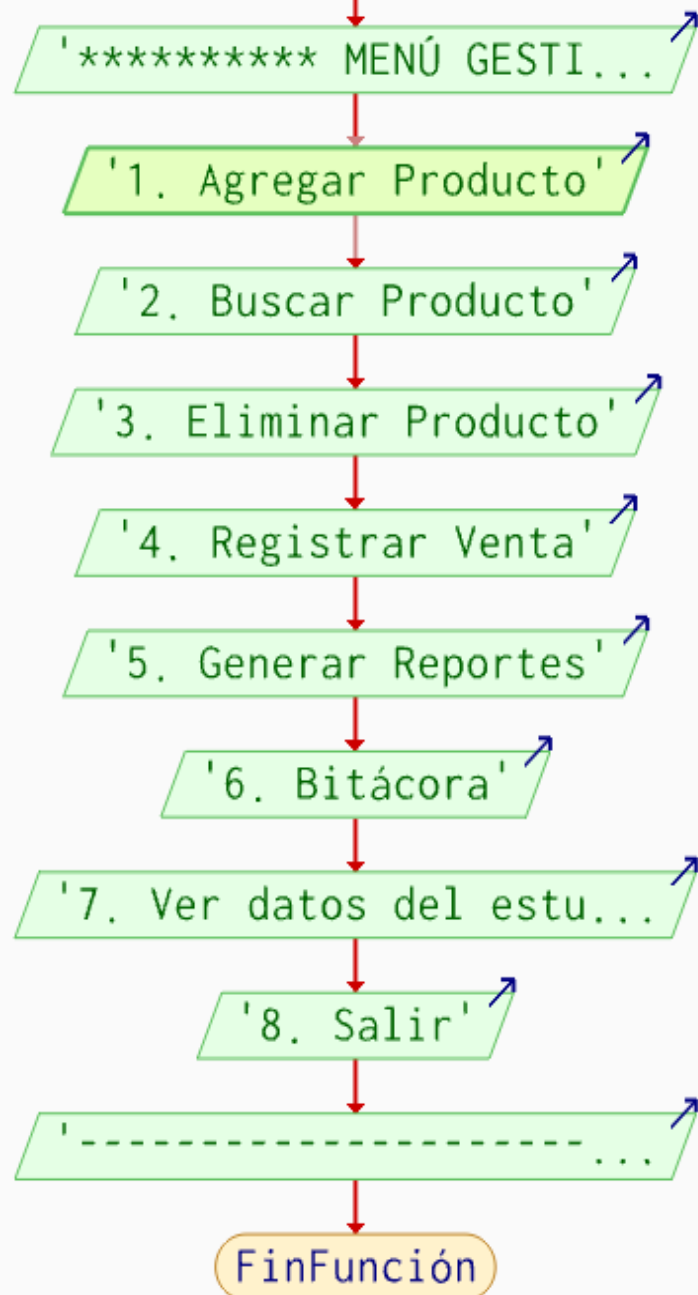 '********** MENÚ GESTI...
'1. Agregar Producto'
'2. Buscar Producto'
'3. Eliminar Producto'
'4. Registrar Venta'
'5. Generar Reportes'
'6. Bitácora'
'7. Ver datos del estu...
'8. Salir'
'---------------------...
FinFunción